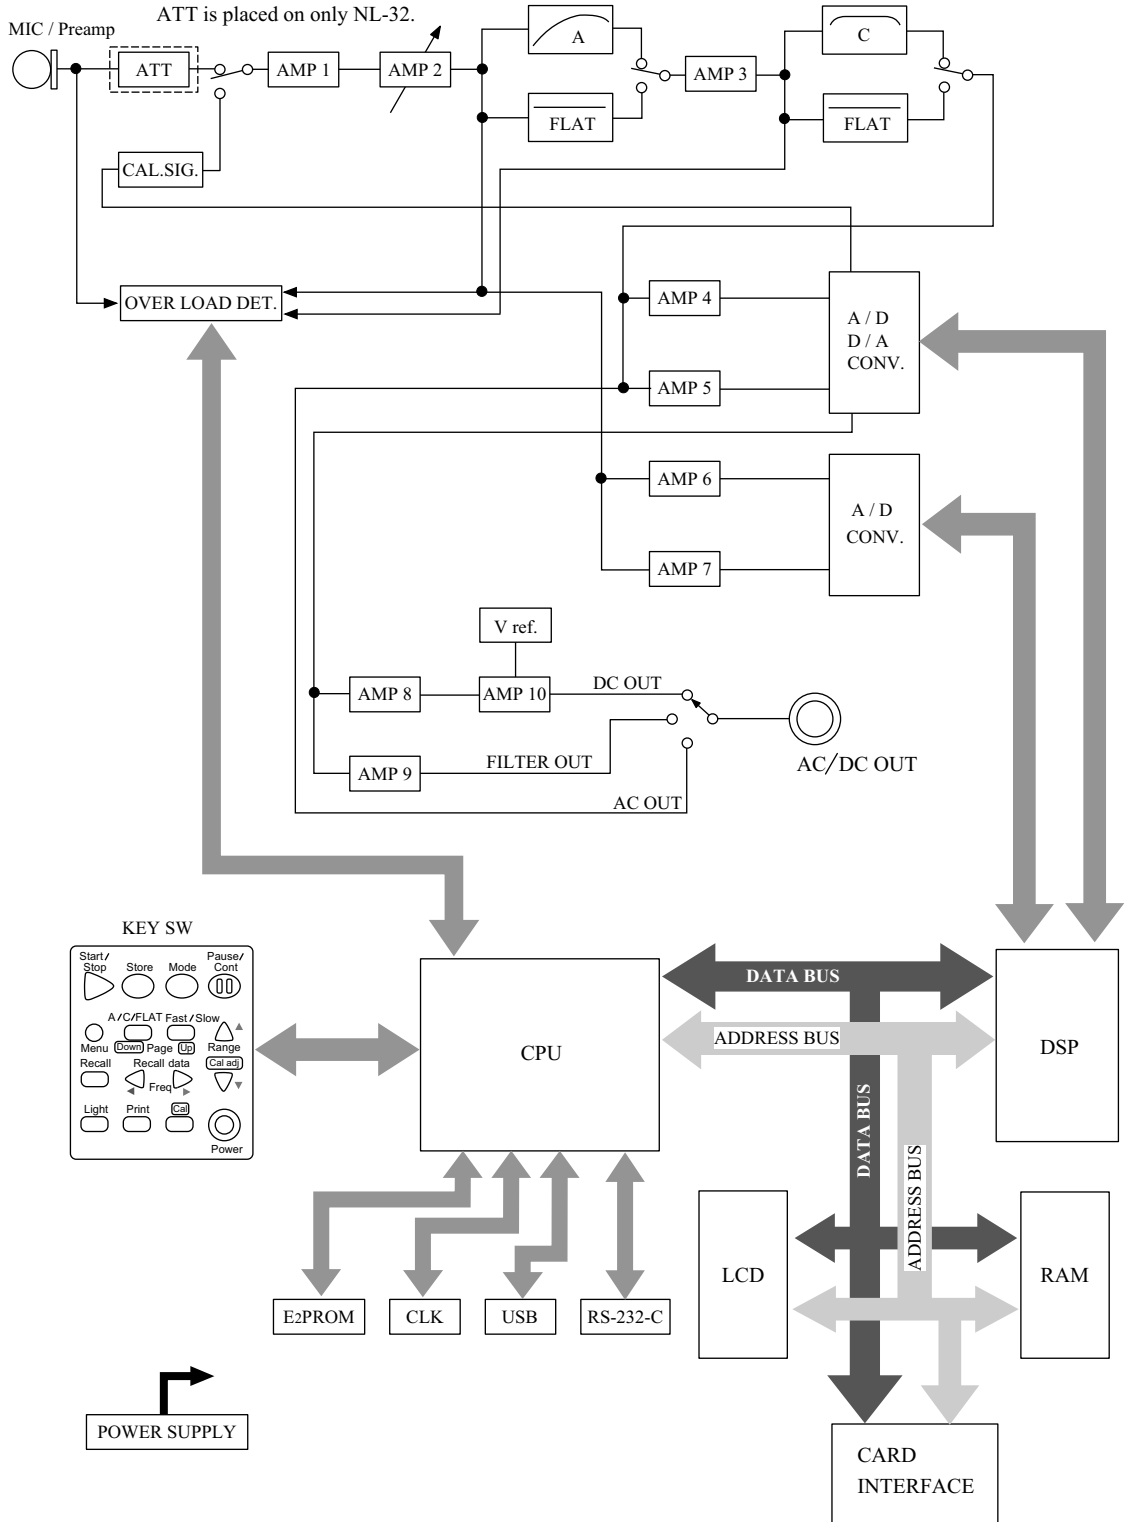 ATT is placed on only NL-32.
MIC / Preamp
ATT
AMP 1
AMP 2
A
FLAT
AMP 3
C
FLAT
CAL.SIG.
OVER LOAD DET.
AMP 4
AMP 5
A / D
D / A
CONV.
AMP 6
AMP 7
A / D
CONV.
V ref.
AMP 8
AMP 10
DC OUT
AMP 9
FILTER OUT
AC OUT
AC/DC OUT
KEY SW
Start/
Stop
Store
Mode
Pause/
Cont
A/C/FLAT
Fast/Slow
Menu
Down
Page
Up
Range
Recall
Recall data
Cal adj
Freq
Light
Print
Cal
Power
CPU
DATA BUS
ADDRESS BUS
DSP
DATA BUS
ADDRESS BUS
LCD
RAM
E2PROM
CLK
USB
RS-232-C
POWER SUPPLY
CARD
INTERFACE